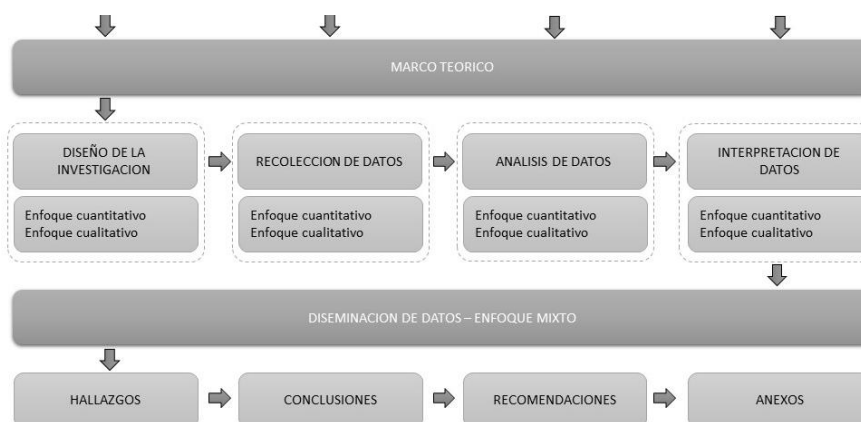 MARCO TEORICO
DISEÑO DE LA
INVESTIGACION
RECOLECCION DE DATOS
ANALISIS DE DATOS
INTERPRETACION DE
DATOS
Enfoque cuantitativo
Enfoque cualitativo
Enfoque cuantitativo
Enfoque cualitativo
Enfoque cuantitativo
Enfoque cualitativo
Enfoque cuantitativo
Enfoque cualitativo
DISEMINACION DE DATOS – ENFOQUE MIXTO
HALLAZGOS
CONCLUSIONES
RECOMENDACIONES
ANEXOS